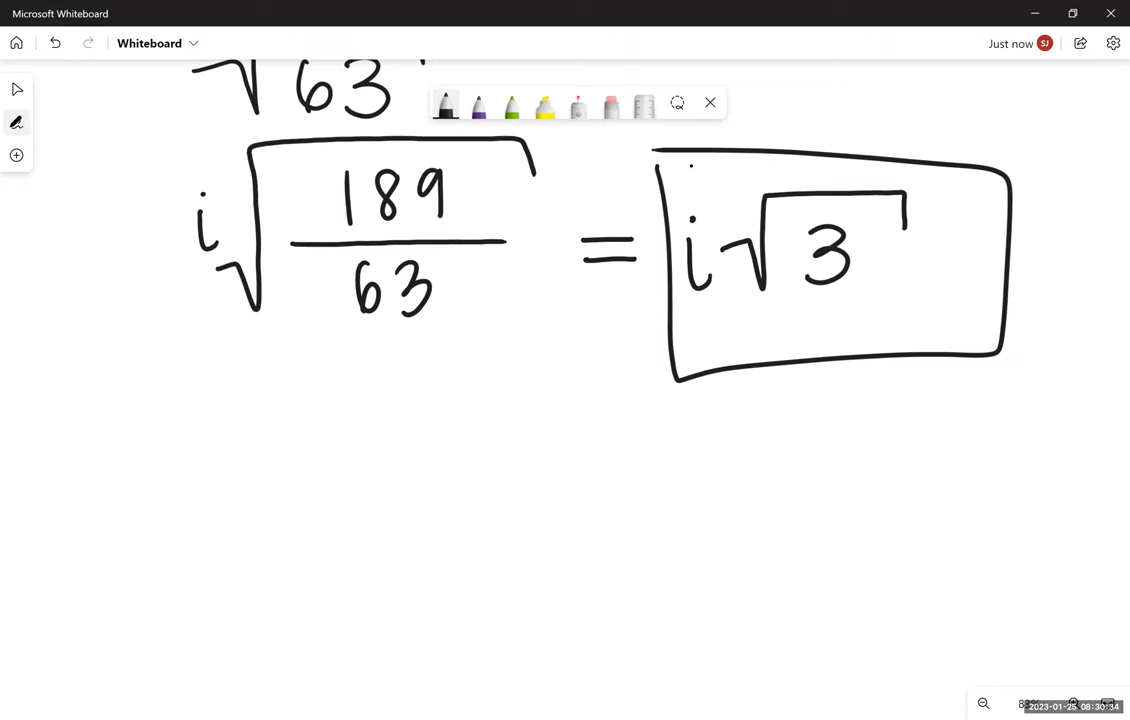 Microsoft Whiteboard
Whiteboard
Just now SJ
√63
i√(189/63) = i√3
2023-01-25 08:30:34